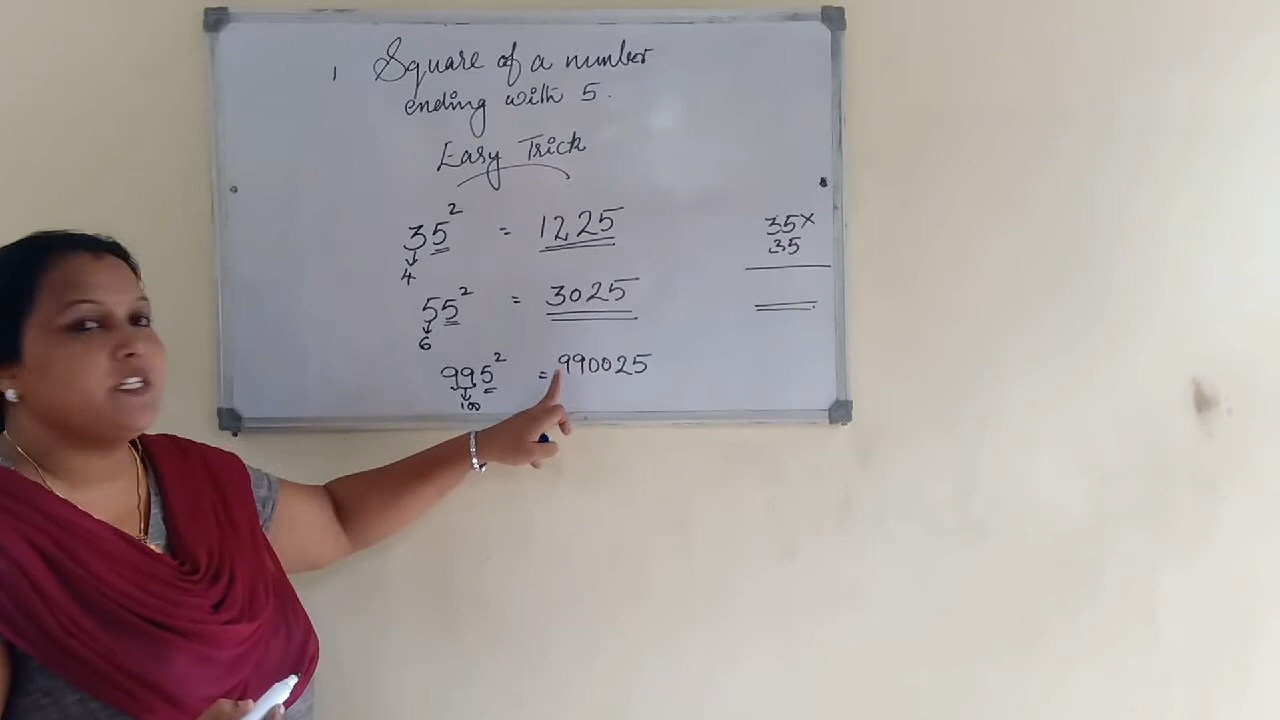 1 Square of a number
ending with 5.
Easy Trick
35² = 1225
4
55² = 3025
6
995² = 990025
100
35×
35